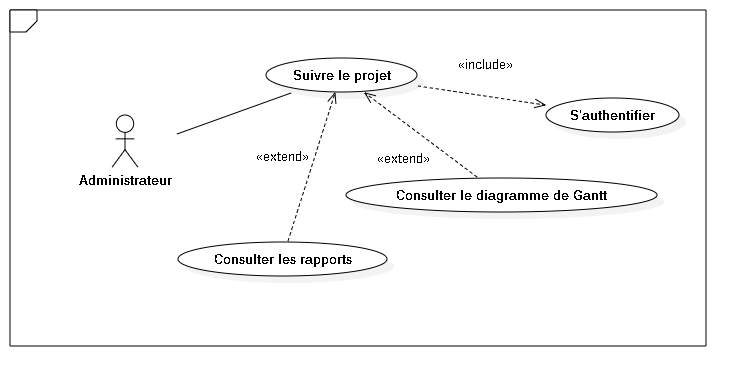 «include»
Suivre le projet
S'authentifier
«extend»
«extend»
Administrateur
Consulter le diagramme de Gantt
Consulter les rapports